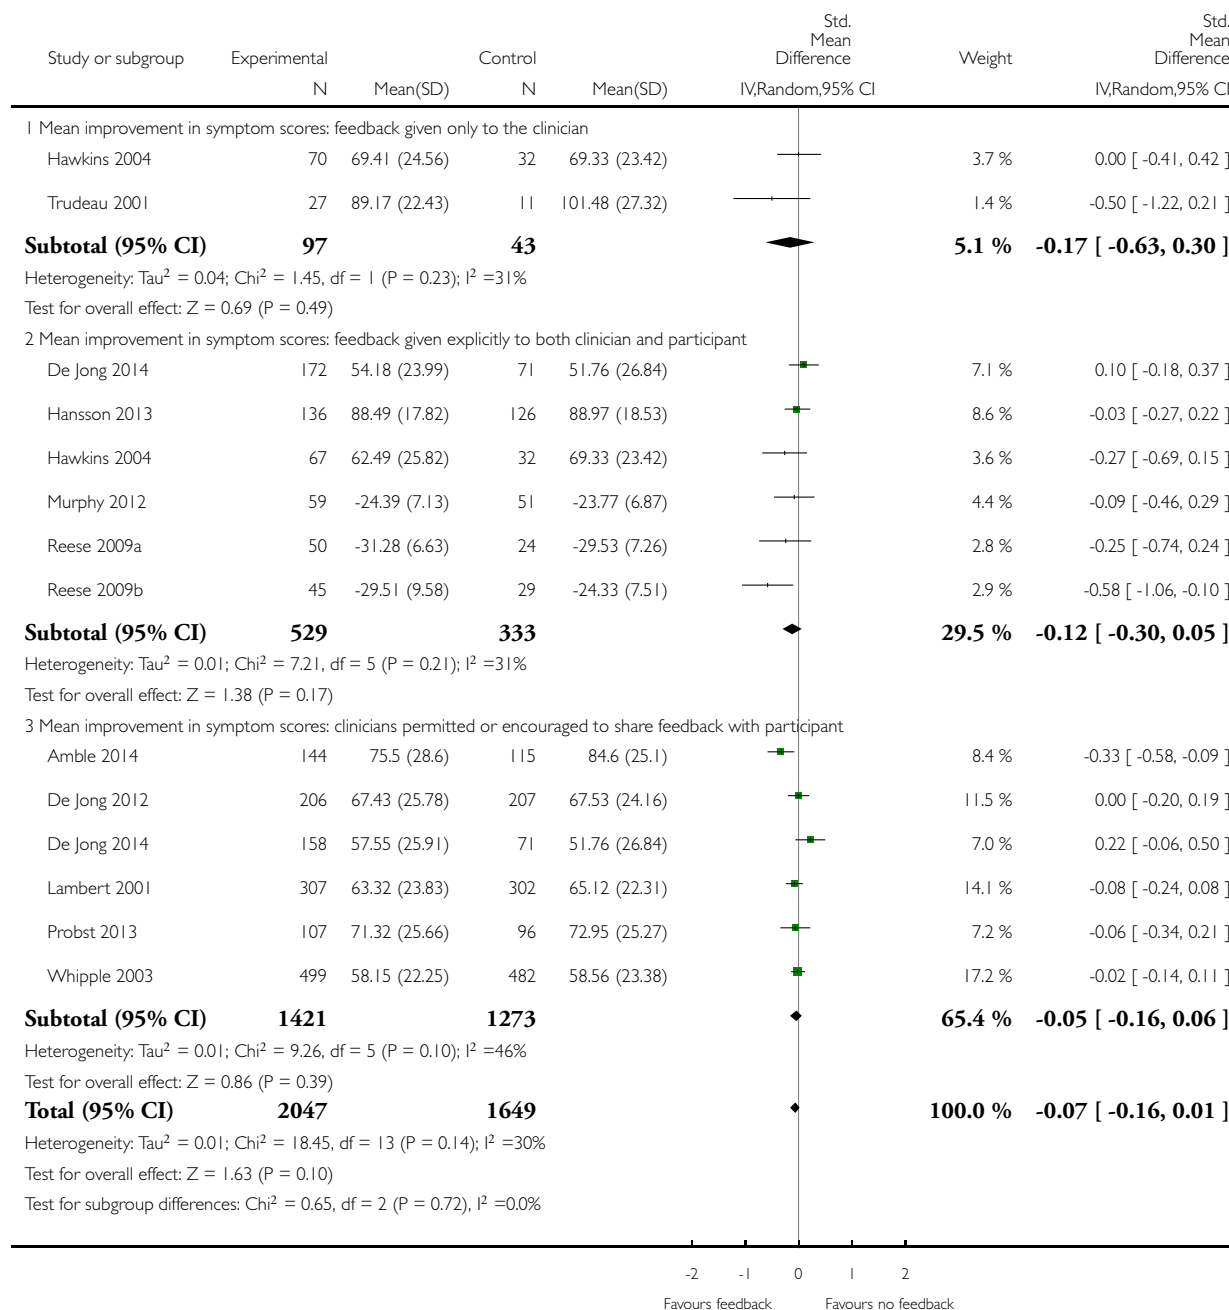 Std. Mean Difference Std. Mean Difference
Study or subgroup Experimental Control Weight
N Mean(SD) N Mean(SD) IV,Random,95% CI IV,Random,95% CI
1 Mean improvement in symptom scores: feedback given only to the clinician
Hawkins 2004 70 69.41 (24.56) 32 69.33 (23.42) 3.7 % 0.00 [ -0.41, 0.42 ]
Trudeau 2001 27 89.17 (22.43) 11 101.48 (27.32) 1.4 % -0.50 [ -1.22, 0.21 ]
Subtotal (95% CI) 97 43 5.1 % -0.17 [ -0.63, 0.30 ]
Heterogeneity: Tau² = 0.04; Chi² = 1.45, df = 1 (P = 0.23); I² =31%
Test for overall effect: Z = 0.69 (P = 0.49)
2 Mean improvement in symptom scores: feedback given explicitly to both clinician and participant
De Jong 2014 172 54.18 (23.99) 71 51.76 (26.84) 7.1 % 0.10 [ -0.18, 0.37 ]
Hansson 2013 136 88.49 (17.82) 126 88.97 (18.53) 8.6 % -0.03 [ -0.27, 0.22 ]
Hawkins 2004 67 62.49 (25.82) 32 69.33 (23.42) 3.6 % -0.27 [ -0.69, 0.15 ]
Murphy 2012 59 -24.39 (7.13) 51 -23.77 (6.87) 4.4 % -0.09 [ -0.46, 0.29 ]
Reese 2009a 50 -31.28 (6.63) 24 -29.53 (7.26) 2.8 % -0.25 [ -0.74, 0.24 ]
Reese 2009b 45 -29.51 (9.58) 29 -24.33 (7.51) 2.9 % -0.58 [ -1.06, -0.10 ]
Subtotal (95% CI) 529 333 29.5 % -0.12 [ -0.30, 0.05 ]
Heterogeneity: Tau² = 0.01; Chi² = 7.21, df = 5 (P = 0.21); I² =31%
Test for overall effect: Z = 1.38 (P = 0.17)
3 Mean improvement in symptom scores: clinicians permitted or encouraged to share feedback with participant
Amble 2014 144 75.5 (28.6) 115 84.6 (25.1) 8.4 % -0.33 [ -0.58, -0.09 ]
De Jong 2012 206 67.43 (25.78) 207 67.53 (24.16) 11.5 % 0.00 [ -0.20, 0.19 ]
De Jong 2014 158 57.55 (25.91) 71 51.76 (26.84) 7.0 % 0.22 [ -0.06, 0.50 ]
Lambert 2001 307 63.32 (23.83) 302 65.12 (22.31) 14.1 % -0.08 [ -0.24, 0.08 ]
Probst 2013 107 71.32 (25.66) 96 72.95 (25.27) 7.2 % -0.06 [ -0.34, 0.21 ]
Whipple 2003 499 58.15 (22.25) 482 58.56 (23.38) 17.2 % -0.02 [ -0.14, 0.11 ]
Subtotal (95% CI) 1421 1273 65.4 % -0.05 [ -0.16, 0.06 ]
Heterogeneity: Tau² = 0.01; Chi² = 9.26, df = 5 (P = 0.10); I² =46%
Test for overall effect: Z = 0.86 (P = 0.39)
Total (95% CI) 2047 1649 100.0 % -0.07 [ -0.16, 0.01 ]
Heterogeneity: Tau² = 0.01; Chi² = 18.45, df = 13 (P = 0.14); I² =30%
Test for overall effect: Z = 1.63 (P = 0.10)
Test for subgroup differences: Chi² = 0.65, df = 2 (P = 0.72), I² =0.0%
-2 -1 0 1 2
Favours feedback Favours no feedback